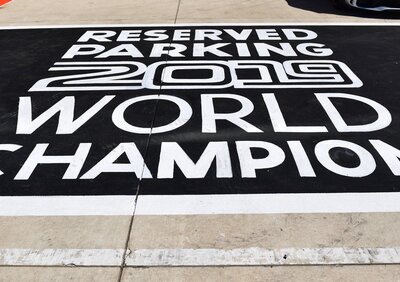 RESERVED
PARKING
2019
WORLD
CHAMPION